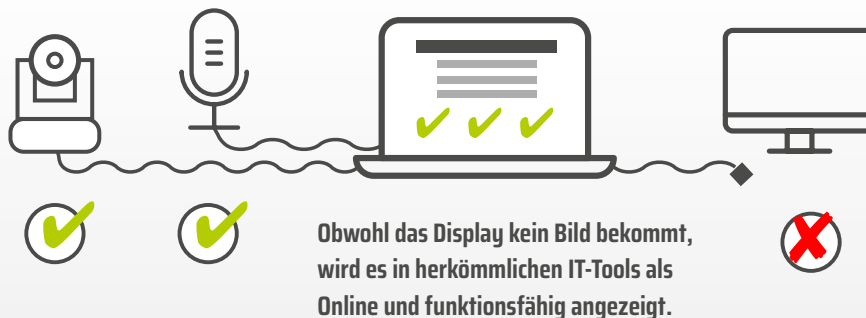 Obwohl das Display kein Bild bekommt,
wird es in herkömmlichen IT-Tools als
Online und funktionsfähig angezeigt.